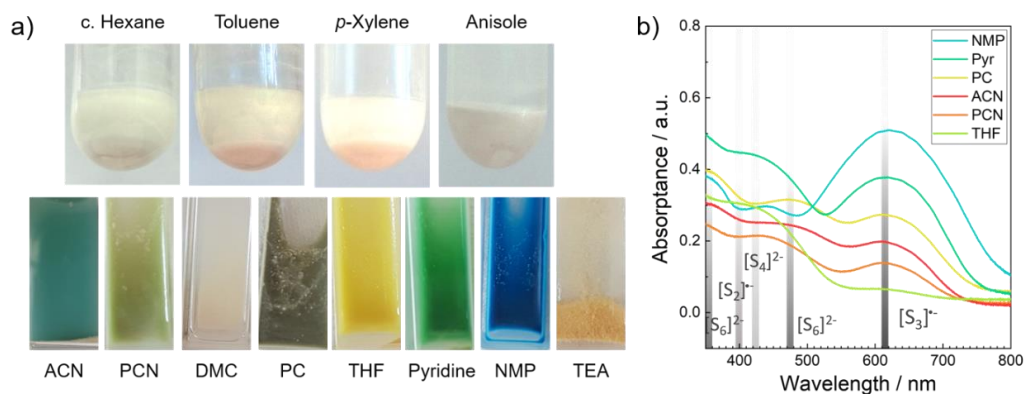 a)
c. Hexane Toluene p-Xylene Anisole
ACN PCN DMC PC THF Pyridine NMP TEA
b)
0.8
0.6
0.4
0.2
0.0
Absorptance / a.u.
NMP
Pyr
PC
ACN
PCN
THF
[S₄]²⁻
[S₂]•⁻
[S₆]²⁻
[S₆]²⁻
[S₃]•⁻
400 500 600 700 800
Wavelength / nm